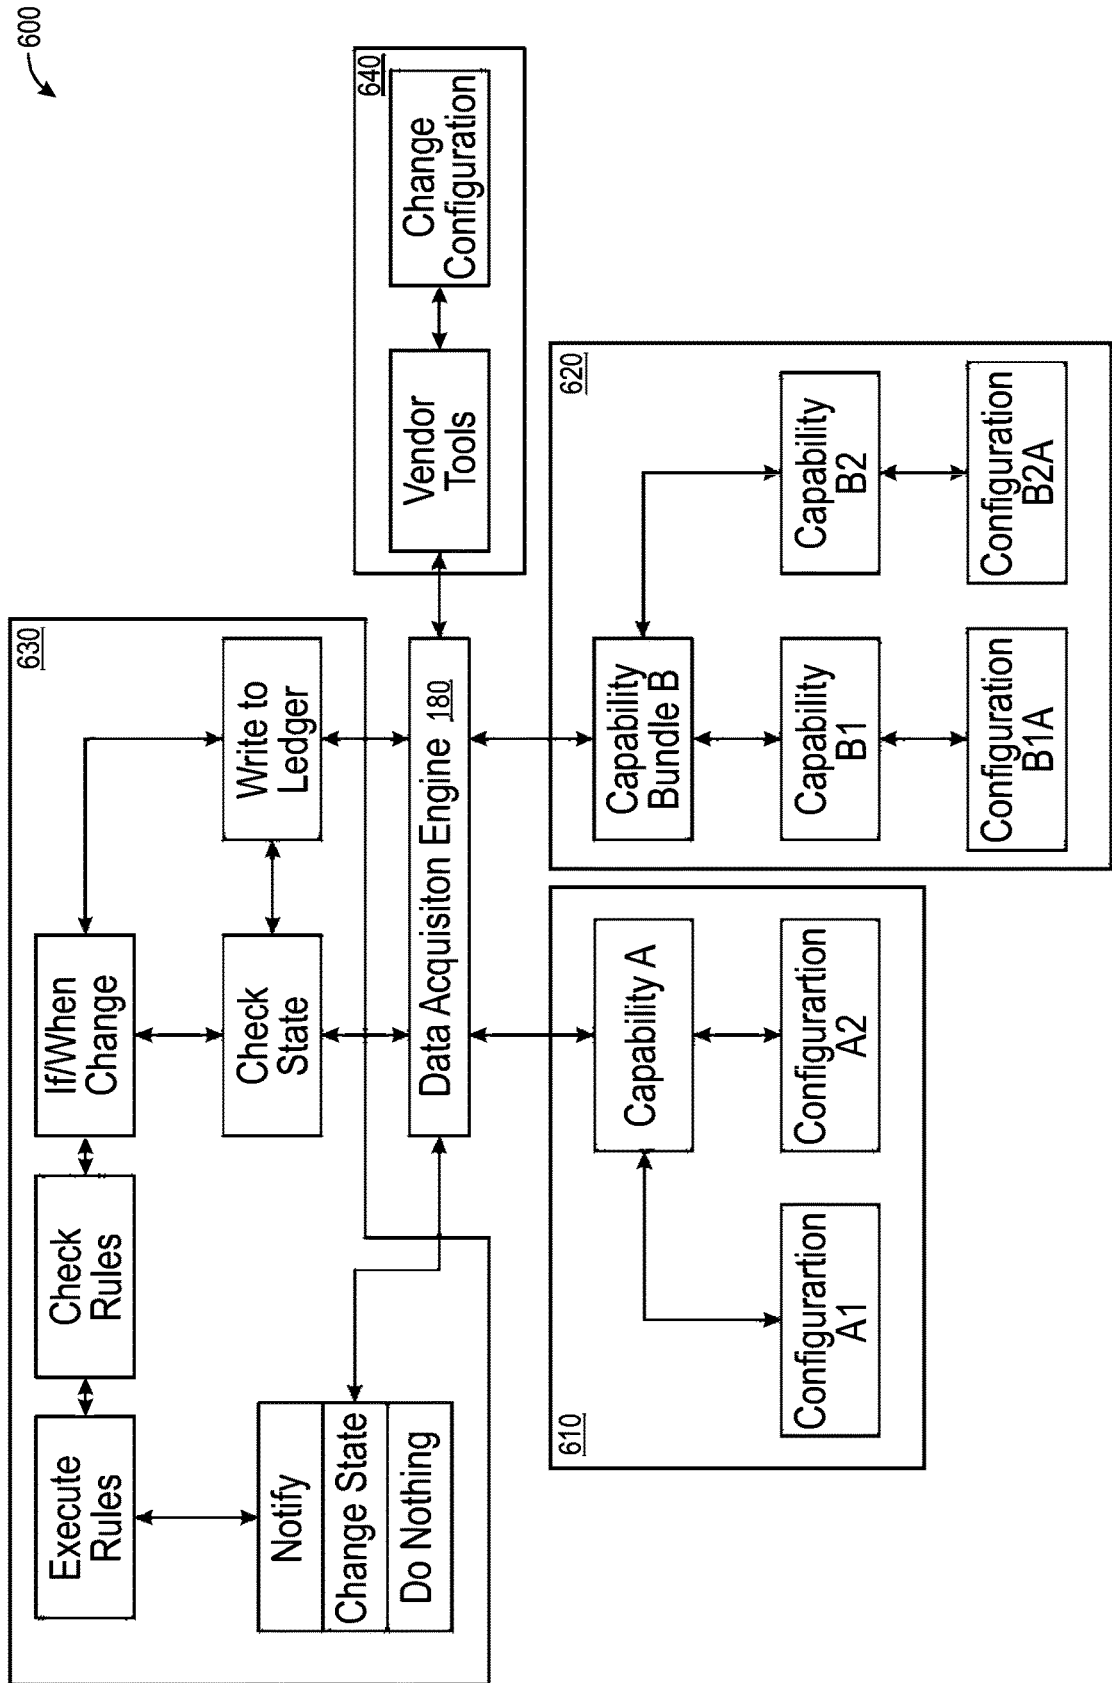 600
630
Execute
Rules
Check
Rules
If/When
Change
Notify
Change State
Do Nothing
Check
State
Write to
Ledger
640
Data Acquisiton Engine 180
Vendor
Tools
Change
Configuration
610
Capability A
Configurartion
A1
Configurartion
A2
620
Capability
Bundle B
Capability
B1
Capability
B2
Configuration
B1A
Configuration
B2A